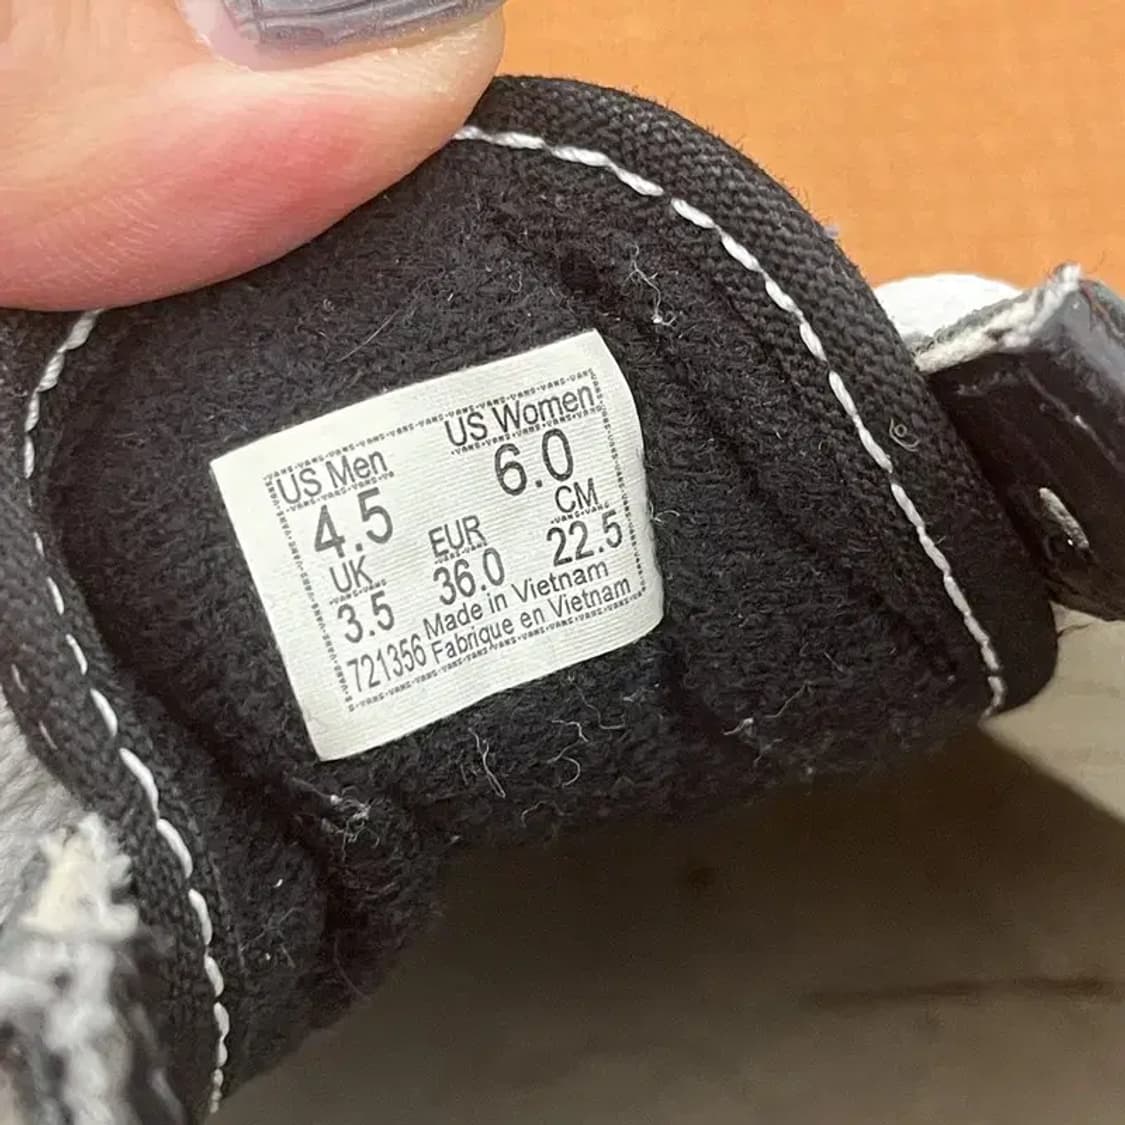 US Men US Women
4.5 6.0
UK EUR CM
3.5 36.0 22.5
Made in Vietnam
721356 Fabrique en Vietnam